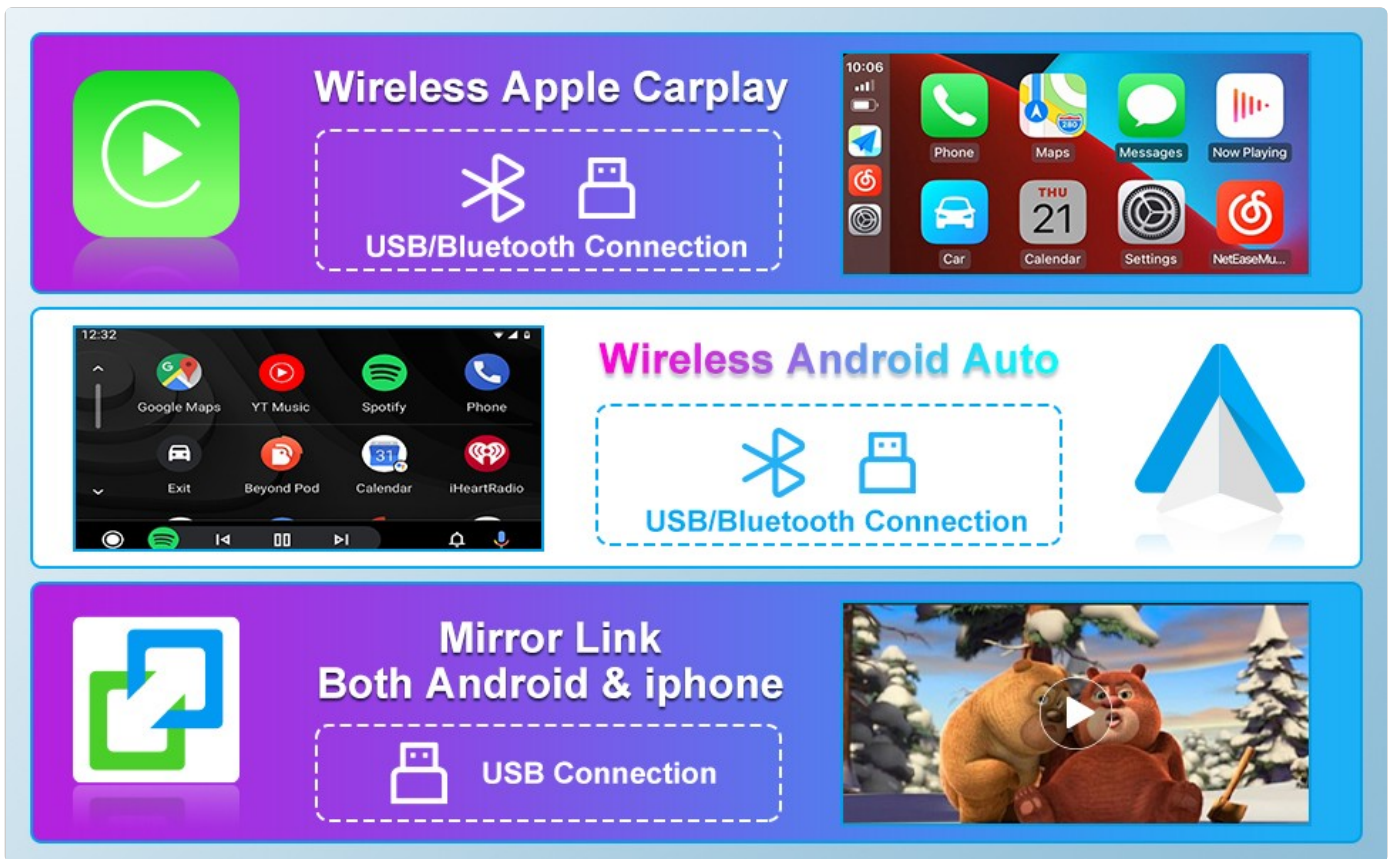 Wireless Apple Carplay
USB/Bluetooth Connection
10:06
280
Phone
Maps
Messages
Now Playing
THU
21
Car
Calendar
Settings
NetEaseMu...
12:32
G
Google Maps
YT Music
Spotify
Phone
31
Exit
Beyond Pod
Calendar
iHeartRadio
Wireless Android Auto
USB/Bluetooth Connection
Mirror Link
Both Android & iphone
USB Connection